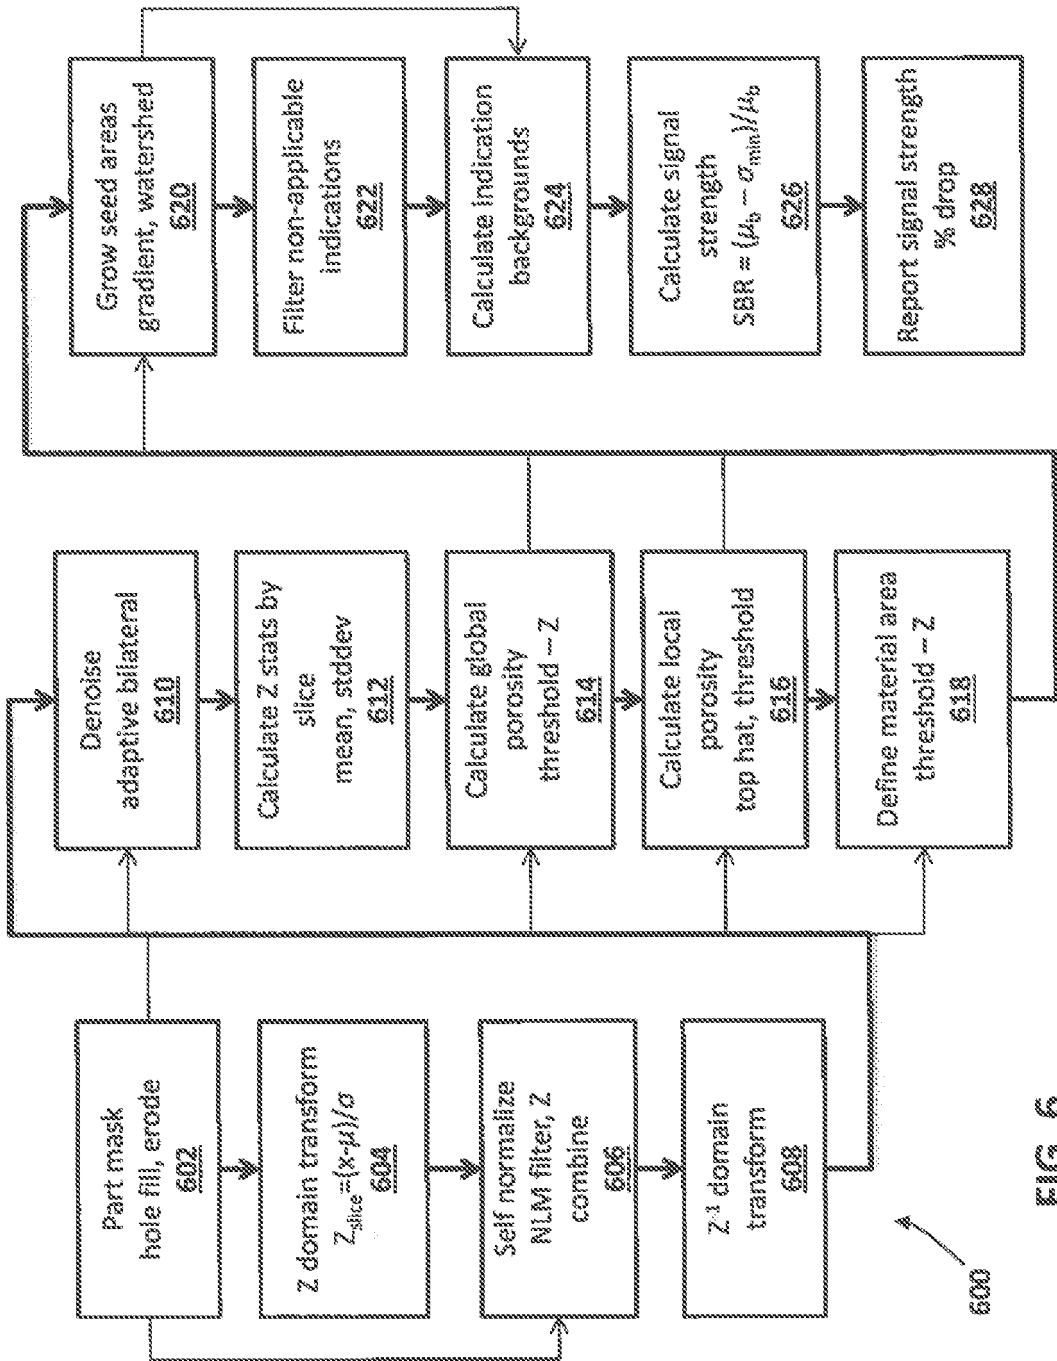 Part mask
hole fill, erode
602
Z domain transform
Z_slice=(x-μ)/σ
604
Self normalize
NLM filter, Z
combine
606
Z⁻¹ domain
transform
608
Denoise
adaptive bilateral
610
Calculate Z stats by
slice
mean, stddev
612
Calculate global
porosity
threshold – Z
614
Calculate local
porosity
top hat, threshold
616
Define material area
threshold – Z
618
Grow seed areas
gradient, watershed
620
Filter non-applicable
indications
622
Calculate indication
backgrounds
624
Calculate signal
strength
SBR = (μ_b – σ_min)/μ_b
626
Report signal strength
% drop
628
600
FIG. 6